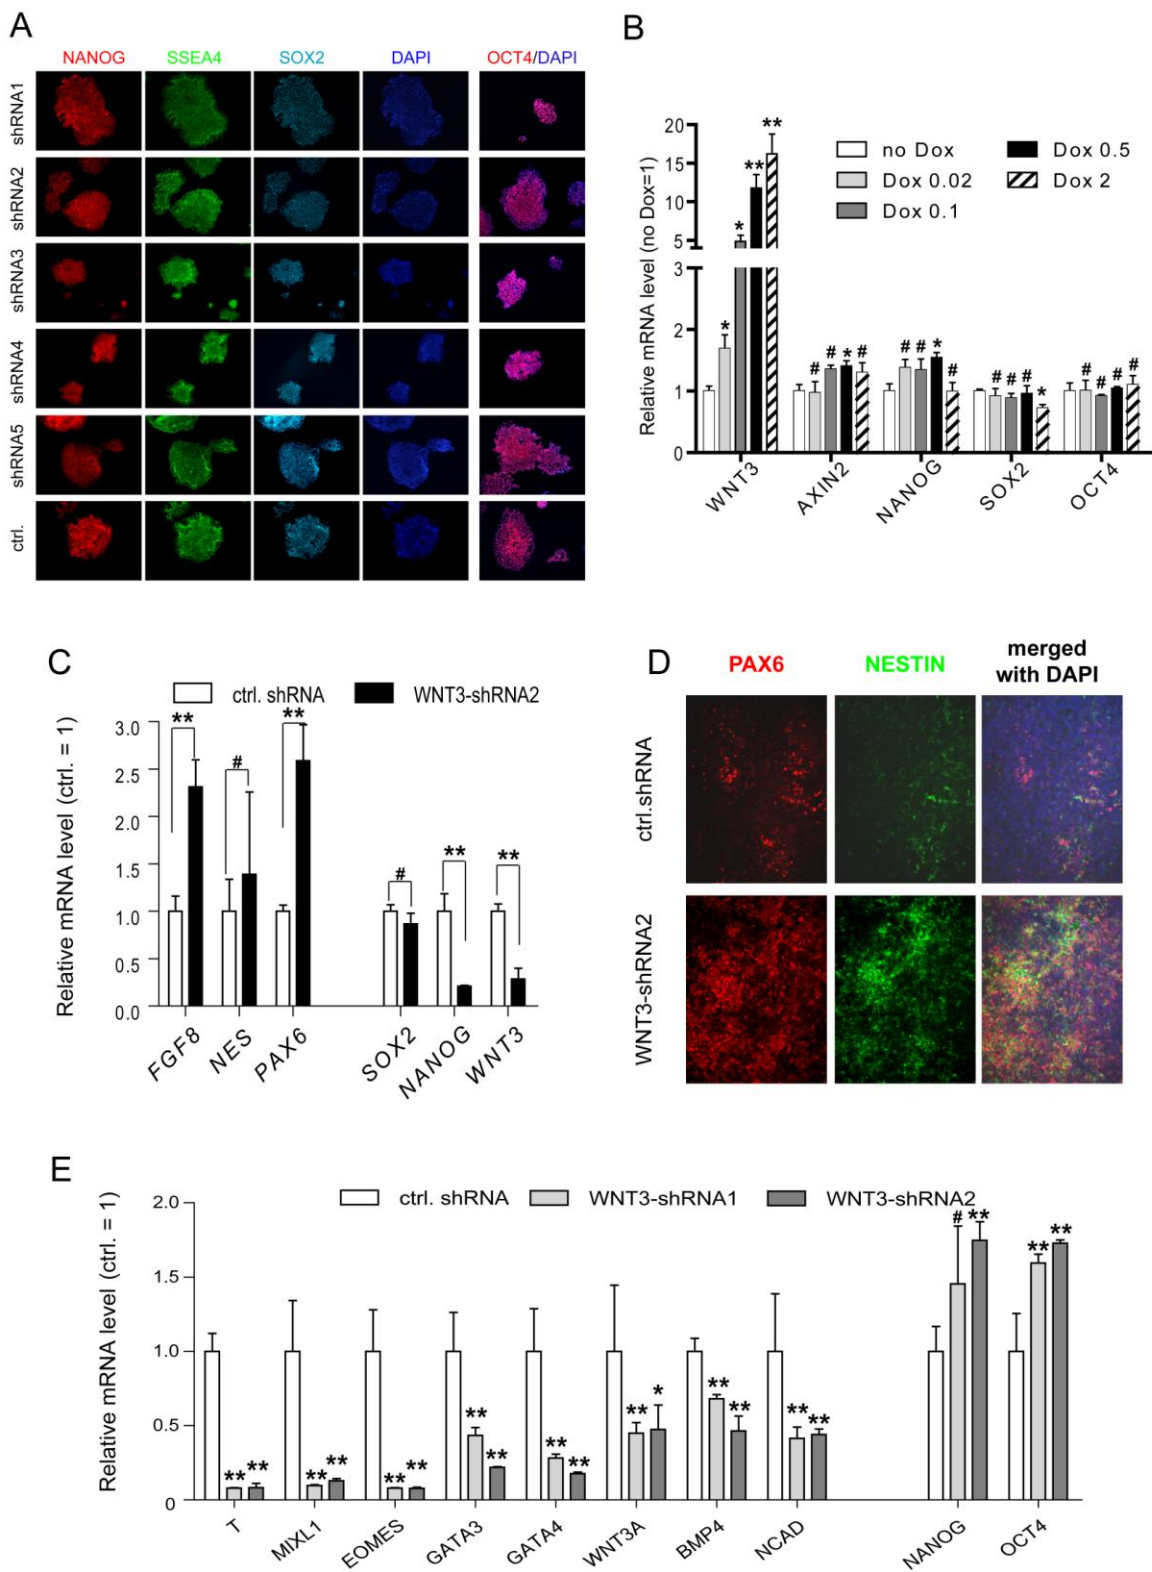 A
NANOG SSEA4 SOX2 DAPI OCT4/DAPI
shRNA1
shRNA2
shRNA3
shRNA4
shRNA5
ctrl.
B
Relative mRNA level (no Dox=1)
20
15
10
5
3
2
1
0
no Dox
Dox 0.02
Dox 0.1
Dox 0.5
Dox 2
* * ** **
# # * #
# # * #
# # # *
# # # #
WNT3 AXIN2 NANOG SOX2 OCT4
C
ctrl. shRNA WNT3-shRNA2
Relative mRNA level (ctrl. = 1)
3.0
2.5
2.0
1.5
1.0
0.5
0.0
** # ** # ** **
FGF8 NES PAX6 SOX2 NANOG WNT3
D
PAX6 NESTIN merged
with DAPI
ctrl.shRNA
WNT3-shRNA2
E
ctrl. shRNA WNT3-shRNA1 WNT3-shRNA2
Relative mRNA level (ctrl. = 1)
2.0
1.5
1.0
0.5
0
** ** ** ** ** ** ** ** ** ** ** * ** ** ** ** # ** ** **
T MIXL1 EOMES GATA3 GATA4 WNT3A BMP4 NCAD NANOG OCT4